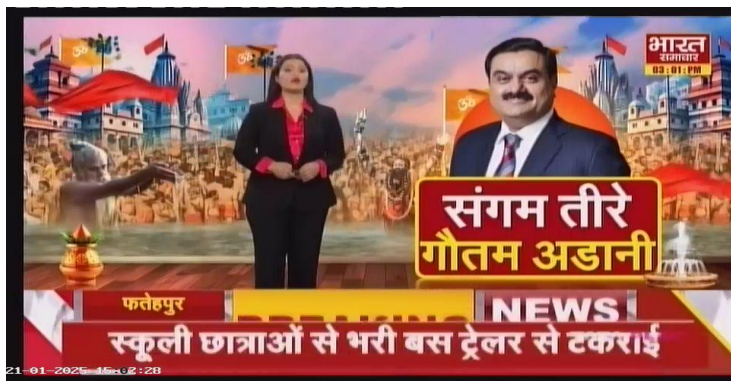 भारत
समाचार
03:01:PM
संगम तीरे
गौतम अडानी
फतेहपुर
BREAKING
NEWS
स्कूली छात्राओं से भरी बस ट्रेलर से टकराई
21-01-2025 15:02:28